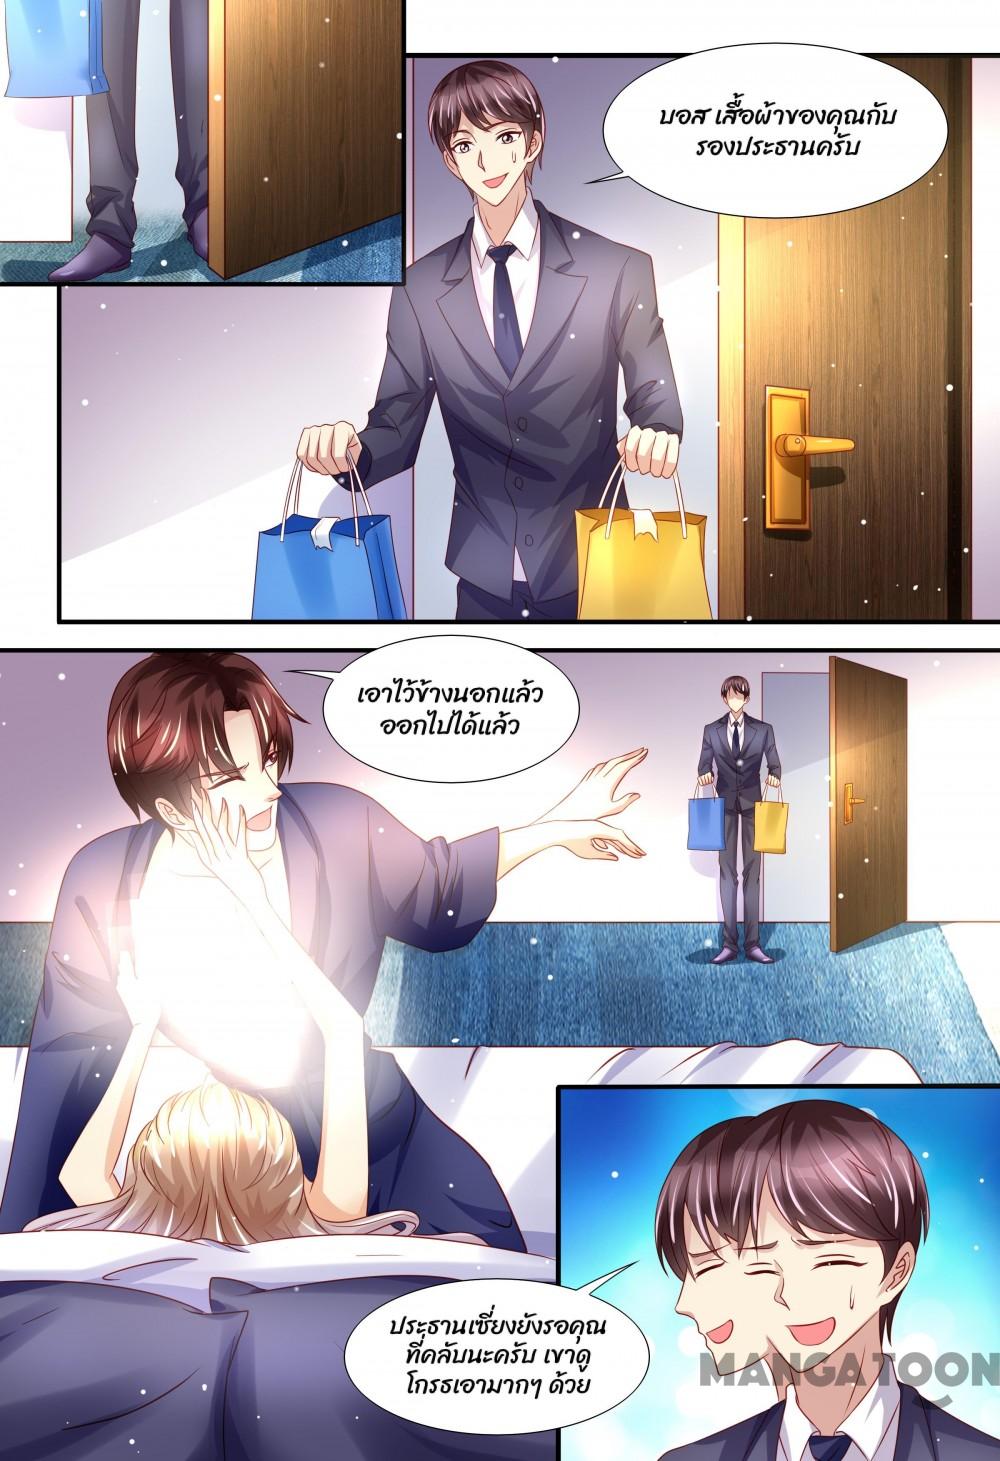 บอส เสื้อผ้าของคุณกับ
รองประธานครับ
เอาไว้ข้างนอกแล้ว
ออกไปได้แล้ว
ประธานเซี่ยงยังรอคุณ
ที่คลับนะครับ เขาดู
โกรธเอามากๆ ด้วย
MANGATOON